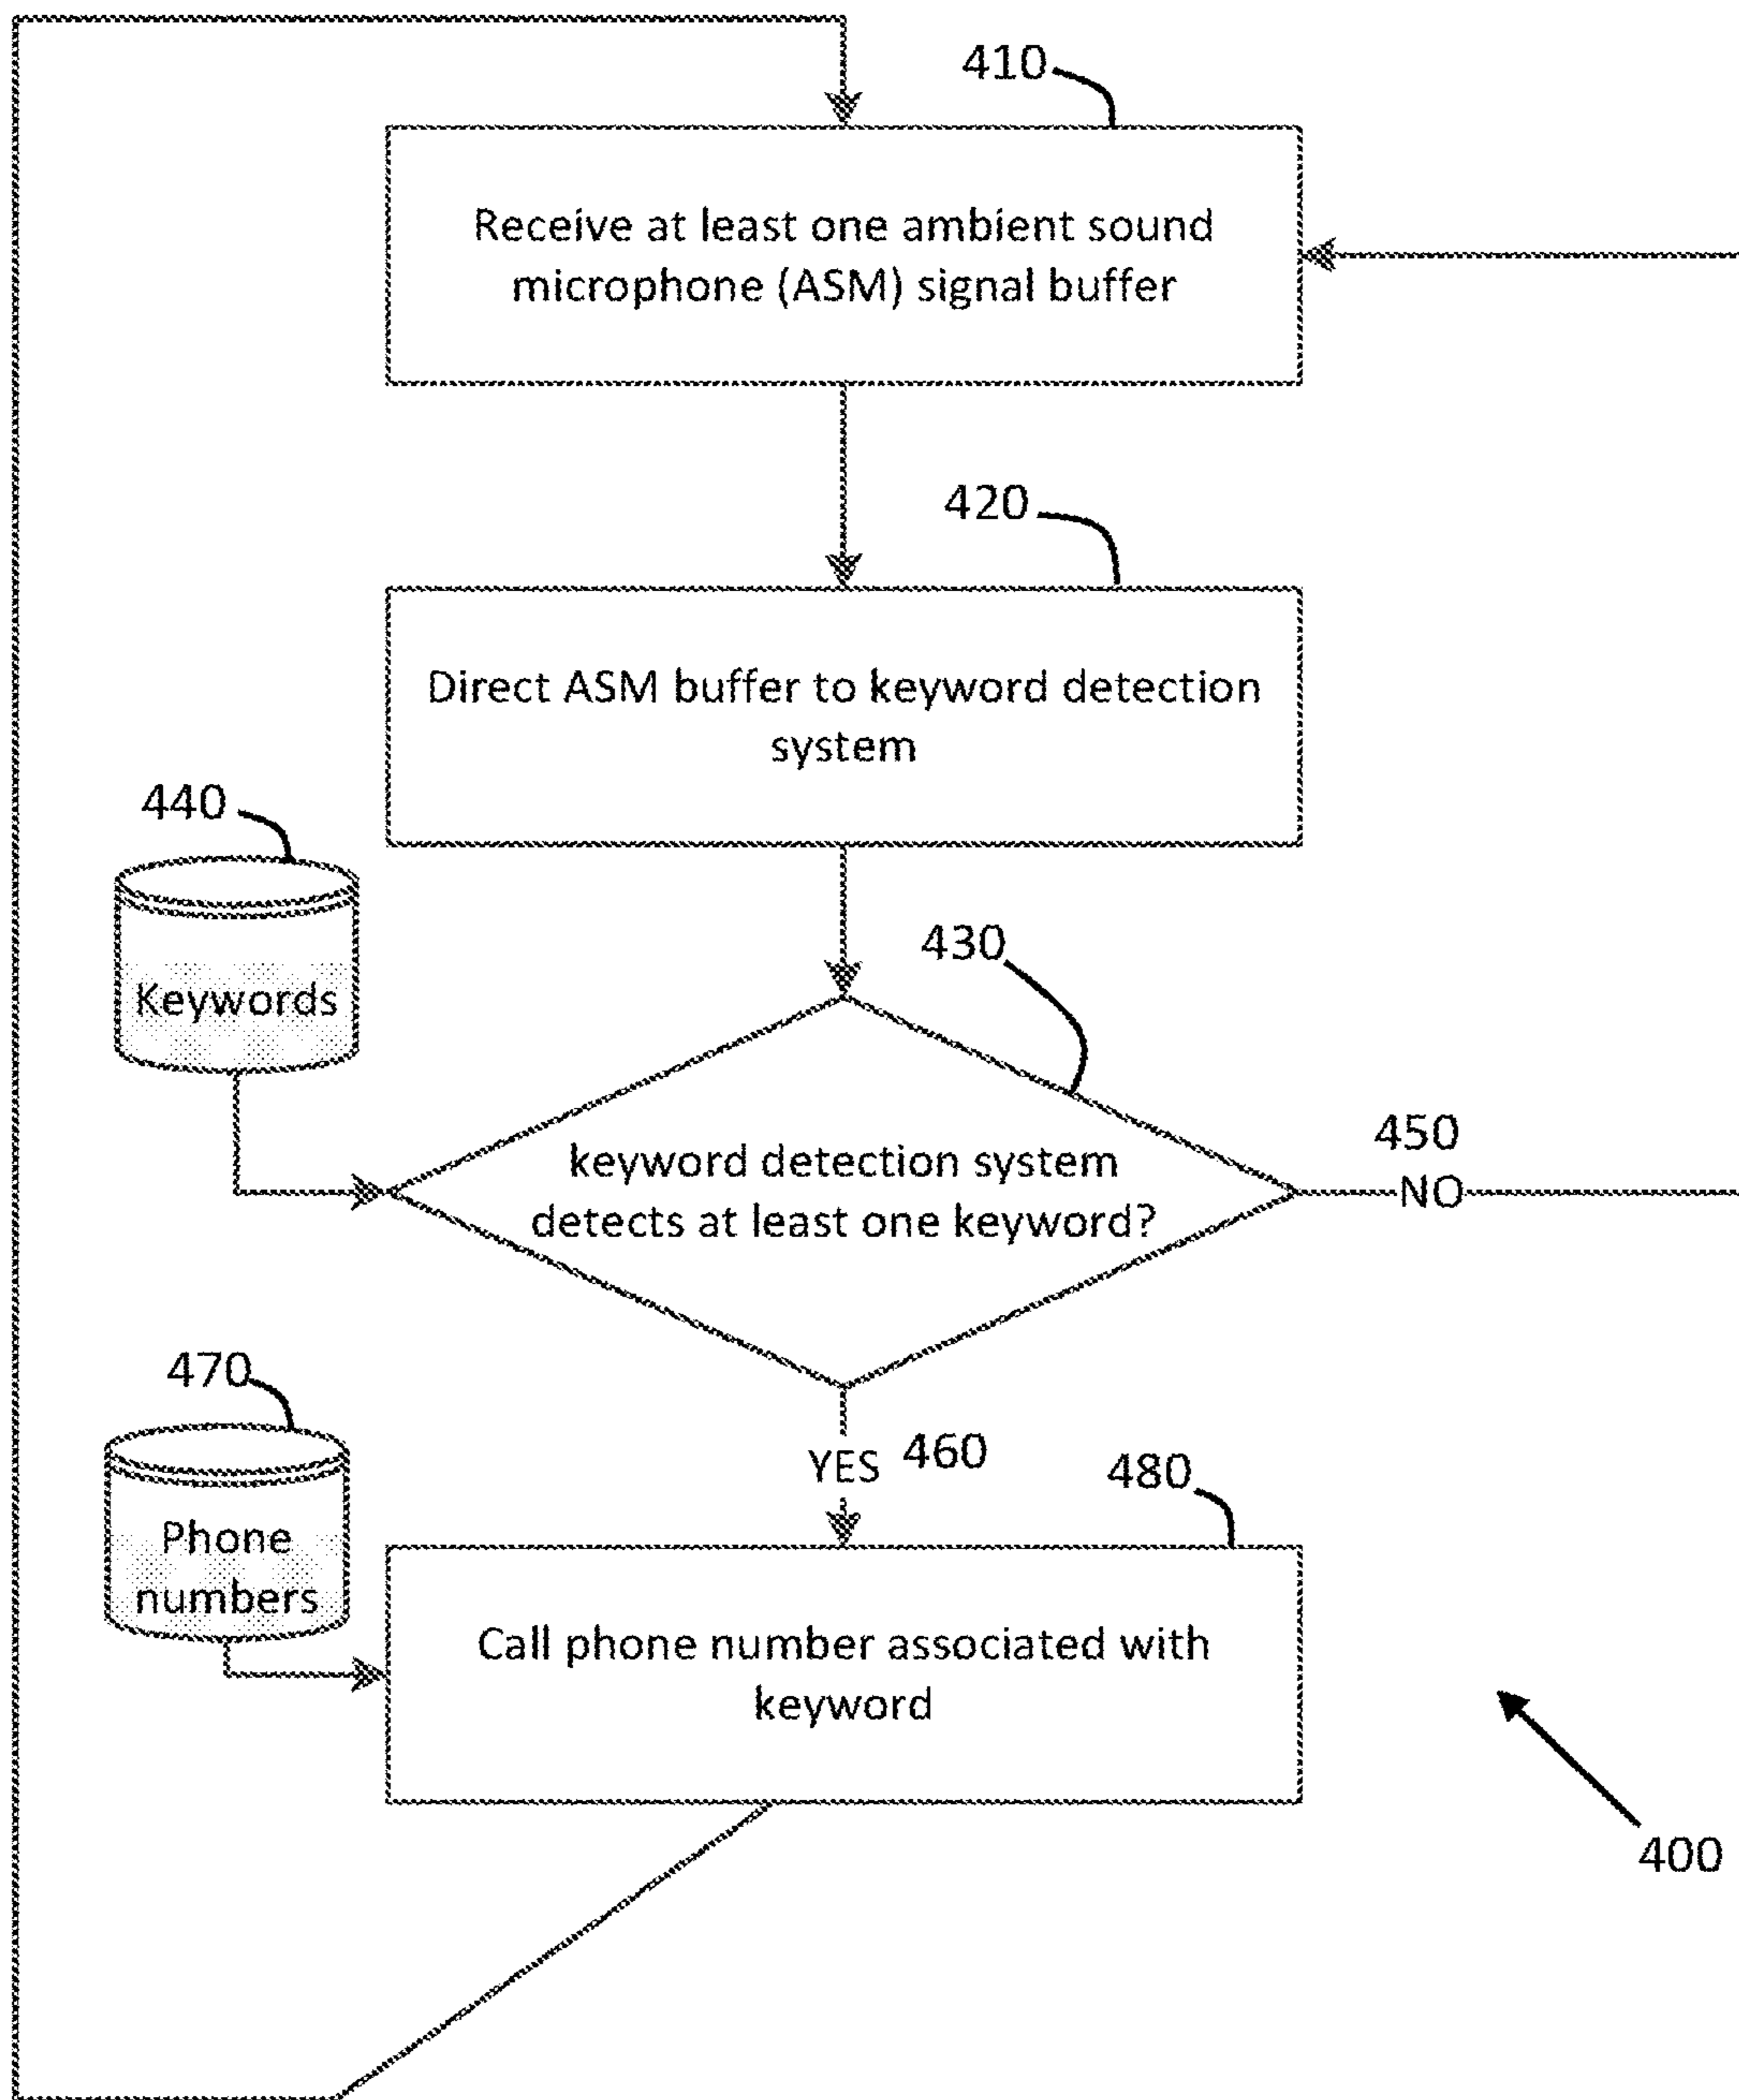 410
Receive at least one ambient sound
microphone (ASM) signal buffer
420
Direct ASM buffer to keyword detection
system
440
Keywords
430
keyword detection system
detects at least one keyword?
450
NO
470
Phone
numbers
YES 460
480
Call phone number associated with
keyword
400